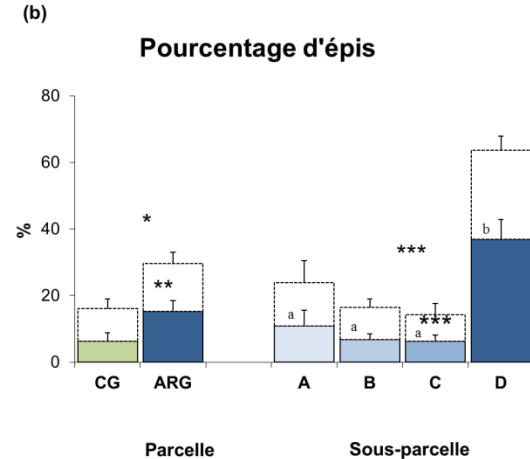 (b)
Pourcentage d'épis
80
60
40
20
0
%
*
**
***
***
a
a
a
b
CG ARG A B C D
Parcelle Sous-parcelle